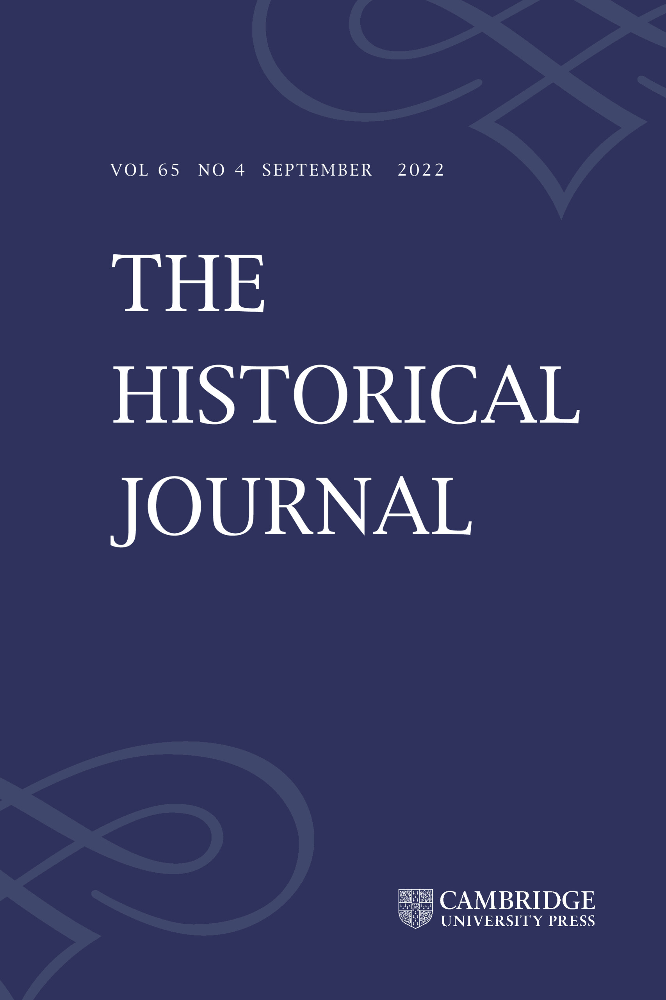 VOL 65 NO 4 SEPTEMBER 2022
THE
HISTORICAL
JOURNAL
CAMBRIDGE
UNIVERSITY PRESS